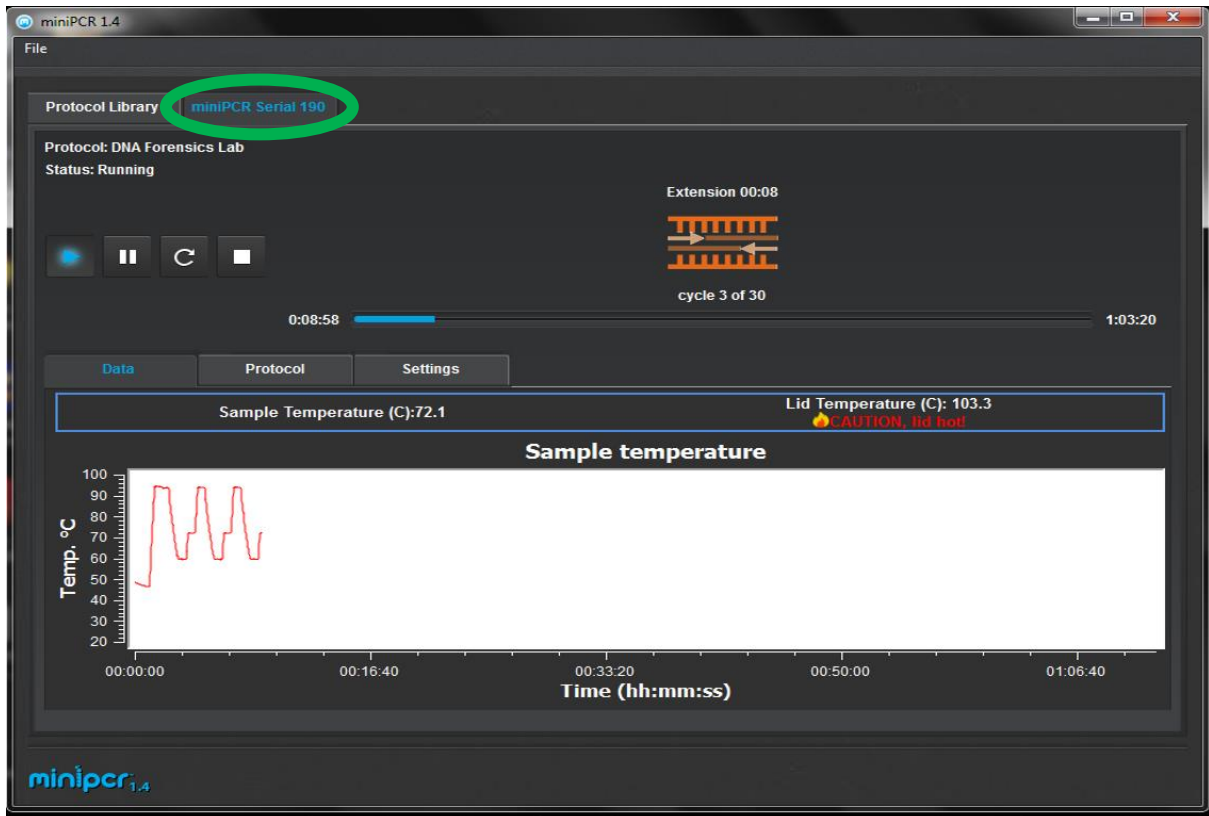 miniPCR 1.4
File
Protocol Library miniPCR Serial 190
Protocol: DNA Forensics Lab
Status: Running
Extension 00:08
cycle 3 of 30
0:08:58 1:03:20
Data Protocol Settings
Sample Temperature (C):72.1
Lid Temperature (C): 103.3
CAUTION, lid hot!
Sample temperature
Temp. ºC
100
90
80
70
60
50
40
30
20
00:00:00 00:16:40 00:33:20 00:50:00 01:06:40
Time (hh:mm:ss)
minipcr 1.4